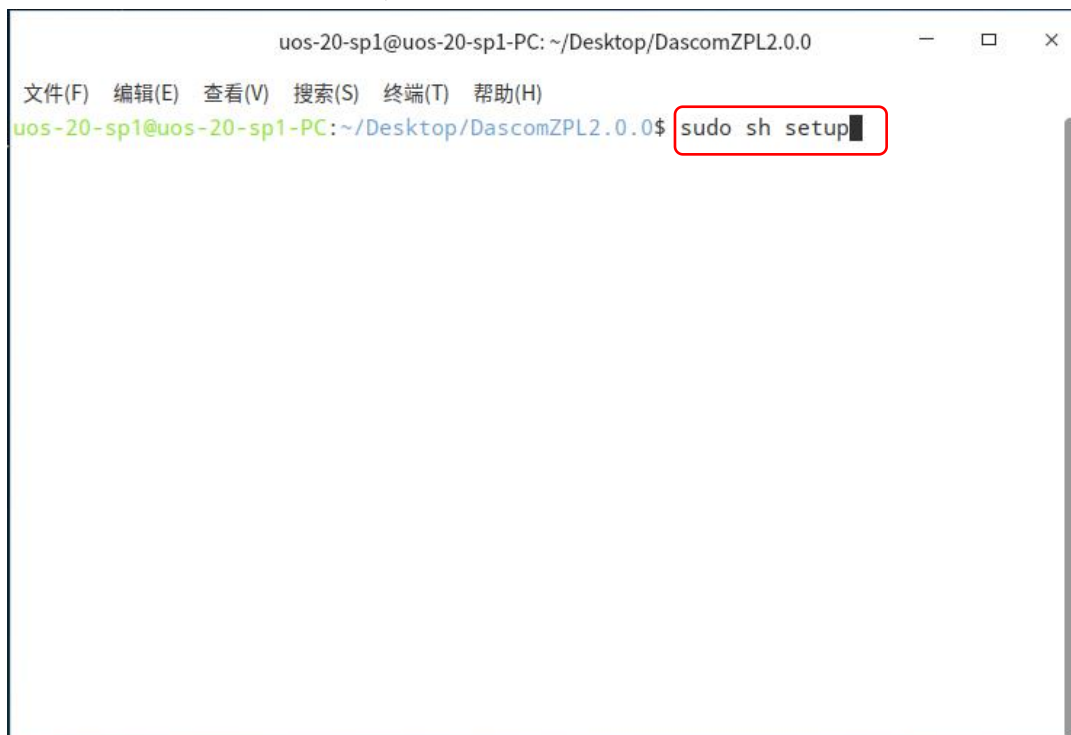 uos-20-sp1@uos-20-sp1-PC: ~/Desktop/DascomZPL2.0.0
文件(F) 编辑(E) 查看(V) 搜索(S) 终端(T) 帮助(H)
uos-20-sp1@uos-20-sp1-PC:~/Desktop/DascomZPL2.0.0$ sudo sh setup